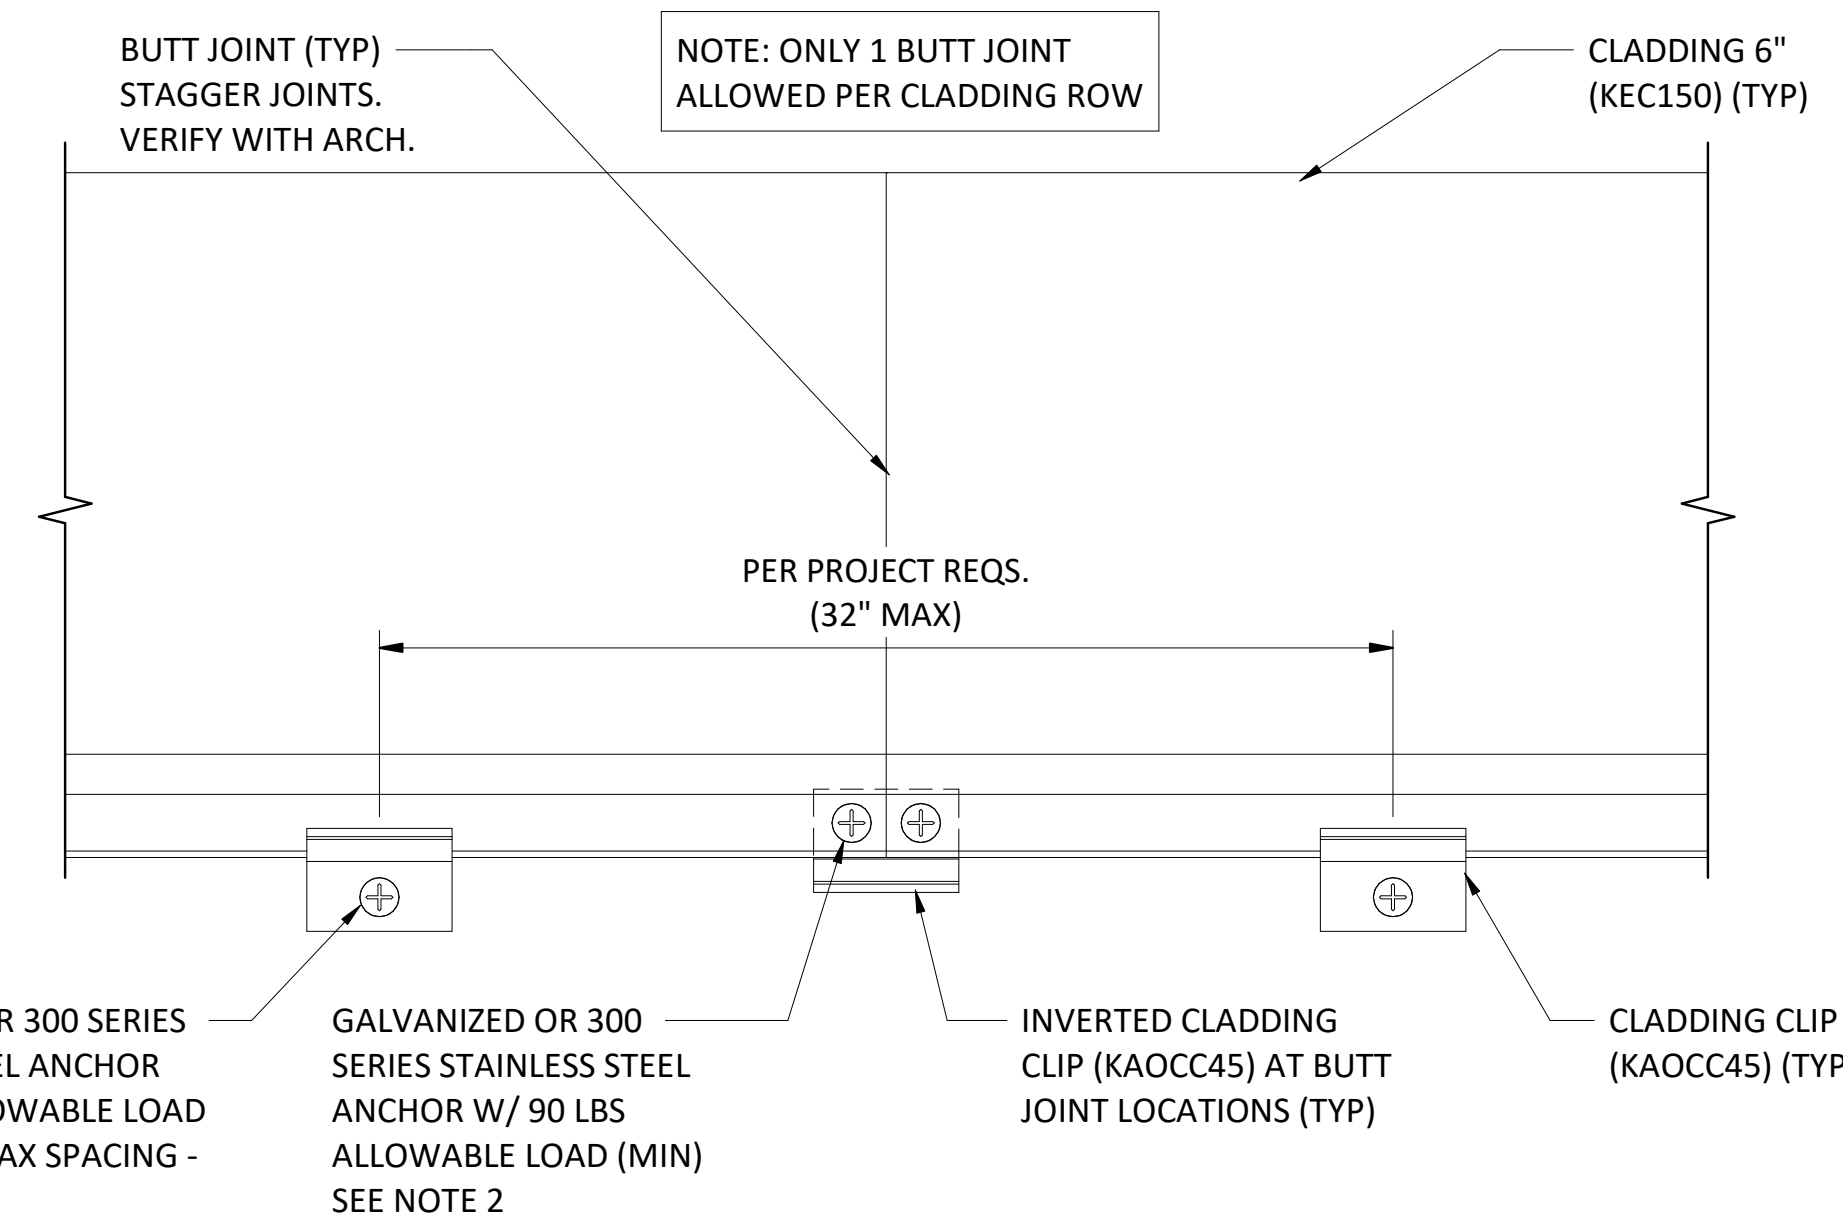 BUTT JOINT (TYP)
STAGGER JOINTS.
VERIFY WITH ARCH.
NOTE: ONLY 1 BUTT JOINT
ALLOWED PER CLADDING ROW
CLADDING 6"
(KEC150) (TYP)
PER PROJECT REQS.
(32" MAX)
300 SERIES
ANCHOR
LOAD
SPACING -
GALVANIZED OR 300
SERIES STAINLESS STEEL
ANCHOR W/ 90 LBS
ALLOWABLE LOAD (MIN)
SEE NOTE 2
INVERTED CLADDING
CLIP (KAOCC45) AT BUTT
JOINT LOCATIONS (TYP)
CLADDING CLIP
(KAOCC45) (TYP